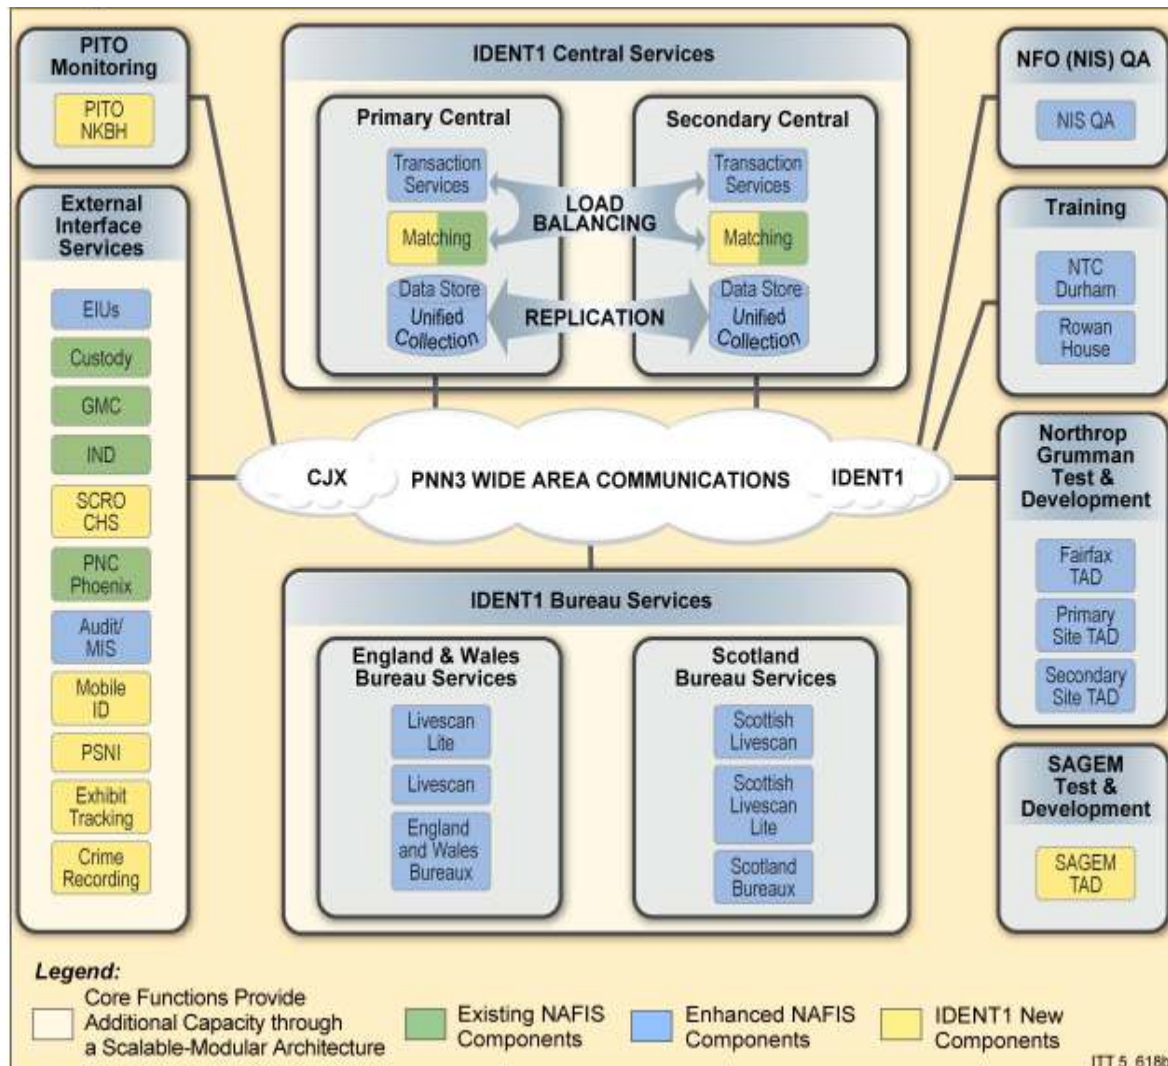 PITO
Monitoring
PITO
NKBH
External
Interface
Services
EIUs
Custody
GMC
IND
SCRO
CHS
PNC
Phoenix
Audit/
MIS
Mobile
ID
PSNI
Exhibit
Tracking
Crime
Recording
IDENT1 Central Services
Primary Central
Transaction
Services
Matching
Data Store
Unified
Collection
LOAD
BALANCING
REPLICATION
Secondary Central
Transaction
Services
Matching
Data Store
Unified
Collection
CJX
PNN3 WIDE AREA COMMUNICATIONS
IDENT1
IDENT1 Bureau Services
England & Wales
Bureau Services
Livescan
Lite
Livescan
England
and Wales
Bureaux
Scotland
Bureau Services
Scottish
Livescan
Scottish
Livescan
Lite
Scotland
Bureaux
NFO (NIS) QA
NIS QA
Training
NTC
Durham
Rowan
House
Northrop
Grumman
Test &
Development
Fairfax
TAD
Primary
Site TAD
Secondary
Site TAD
SAGEM
Test &
Development
SAGEM
TAD
Legend:
Core Functions Provide
Additional Capacity through
a Scalable-Modular Architecture
Existing NAFIS
Components
Enhanced NAFIS
Components
IDENT1 New
Components
ITT 5_618b